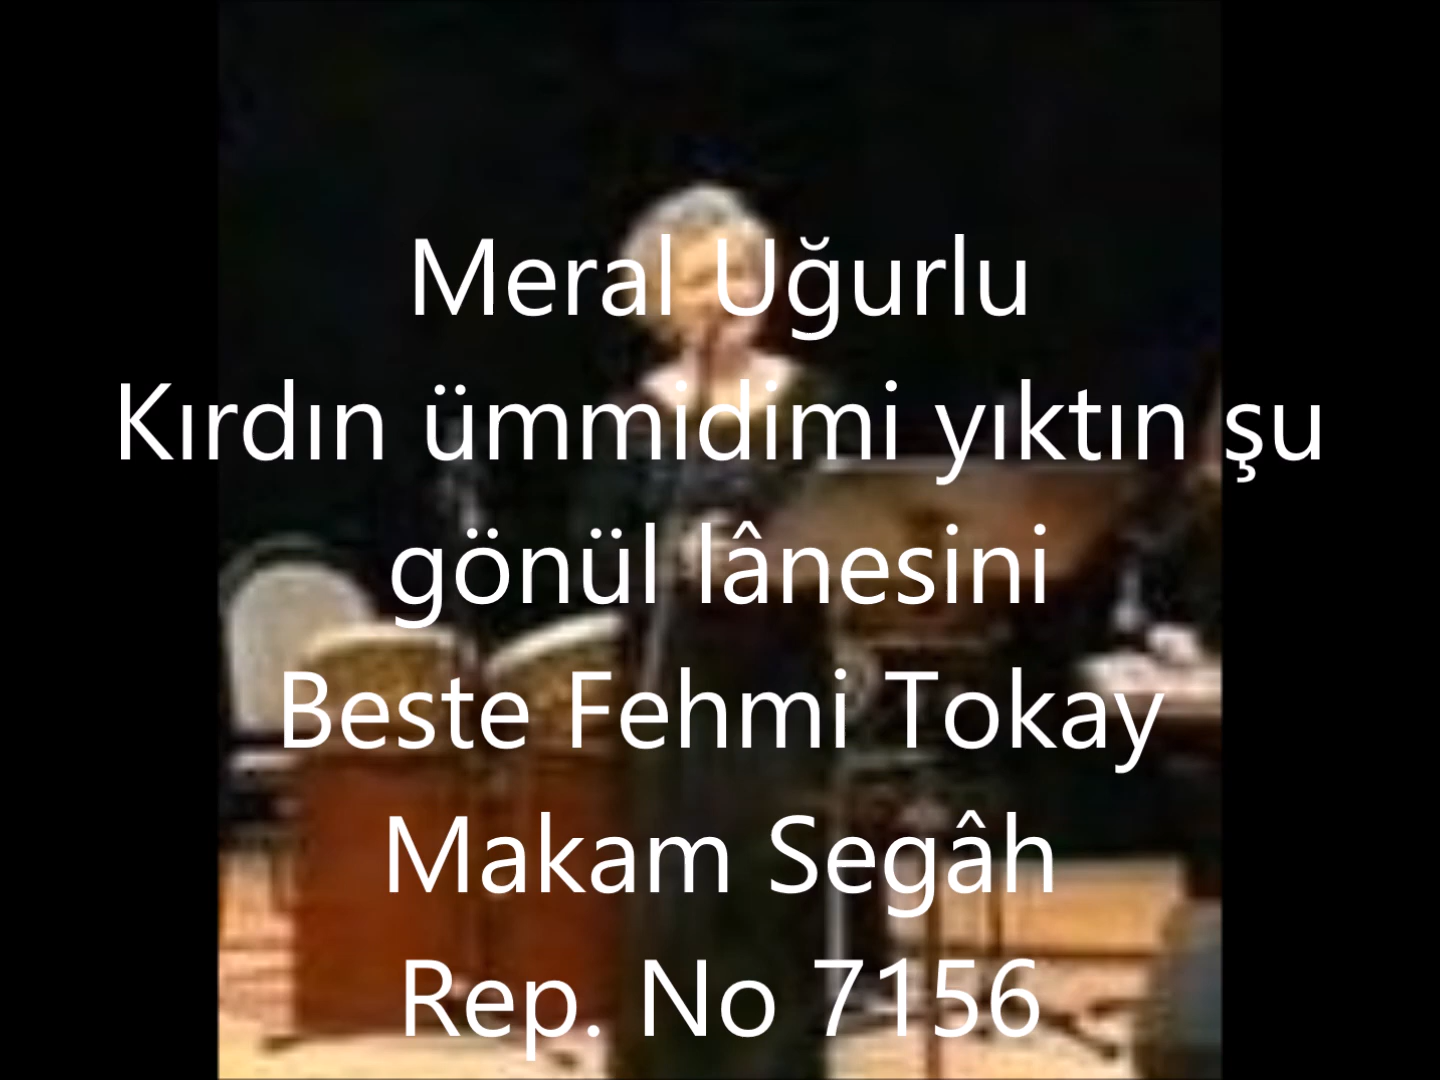 Meral Uğurlu
Kırdın ümmidimi yıktın şu
gönül lânesini
Beste Fehmi Tokay
Makam Segâh
Rep. No 7156